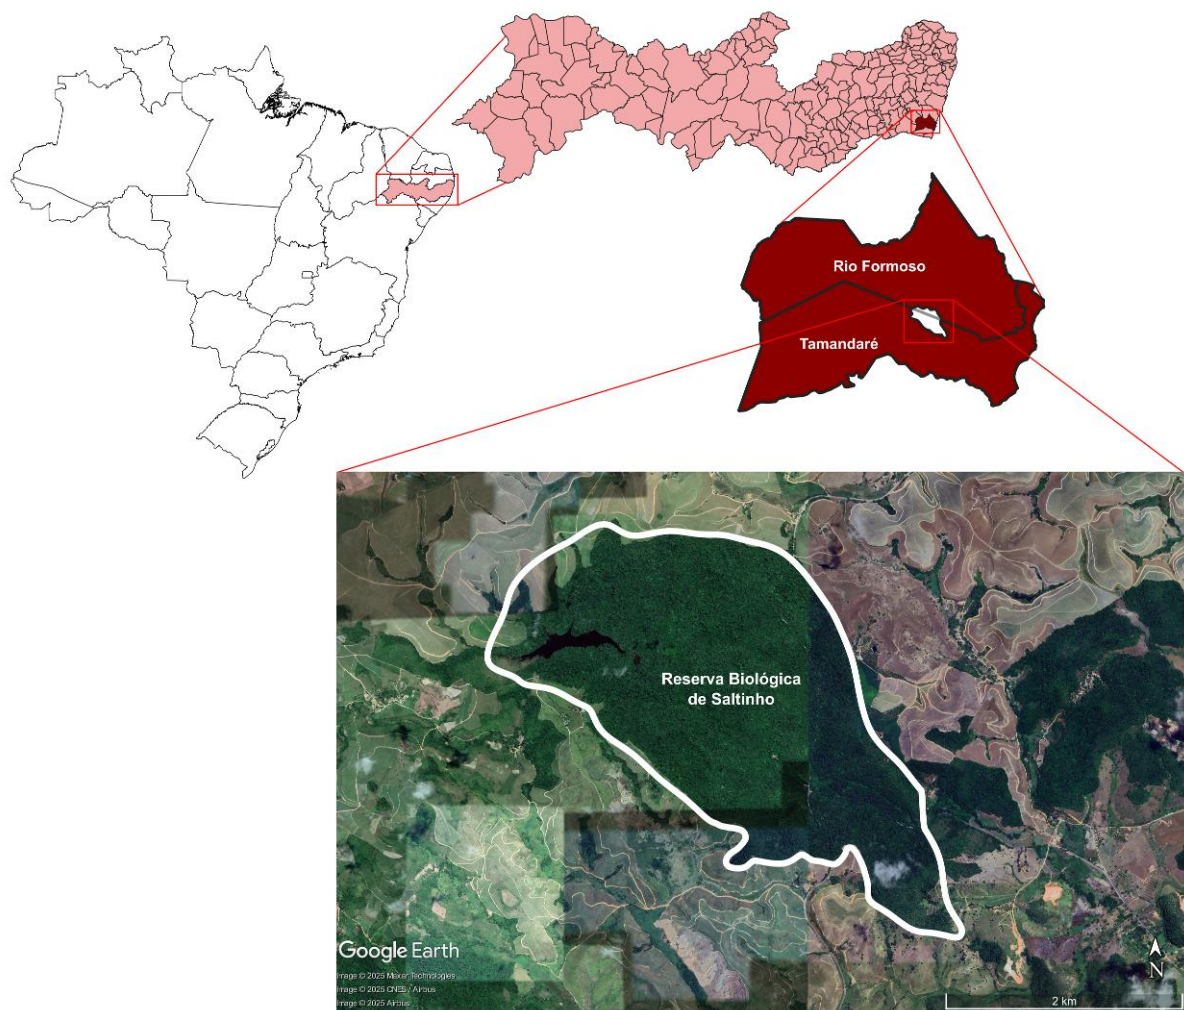 Rio Formoso
Tamandaré
Reserva Biológica
de Saltinho
Google Earth
Image © 2025 Maxar Technologies
Image © 2025 CNES / Airbus
Image © 2025 Airbus
N
2 km